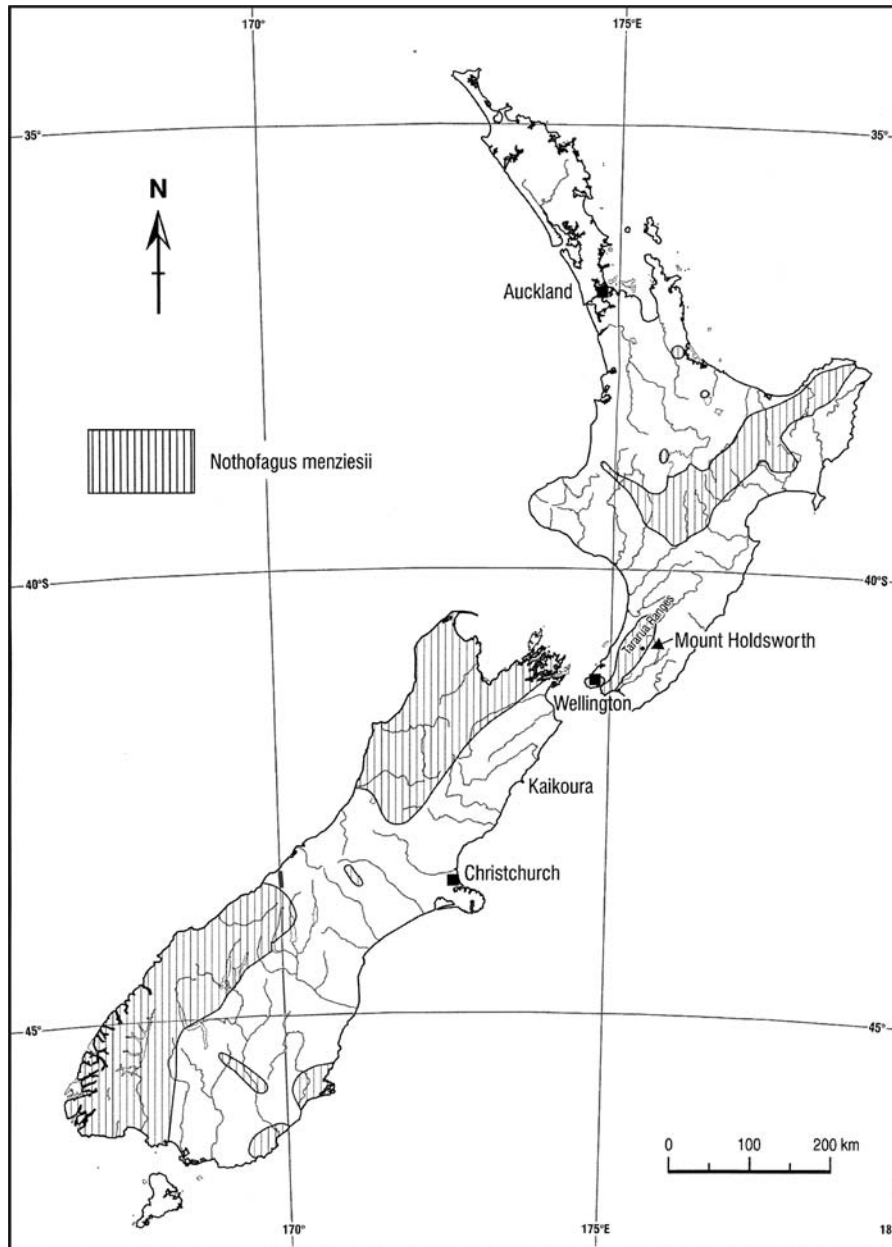 170°
175°E
35°
35°
N
Auckland
Nothofagus menziesii
40°S
40°S
Tararua Ranges
Mount Holdsworth
Wellington
Kaikoura
Christchurch
45°
45°
0 100 200 km
170°
175°E
18